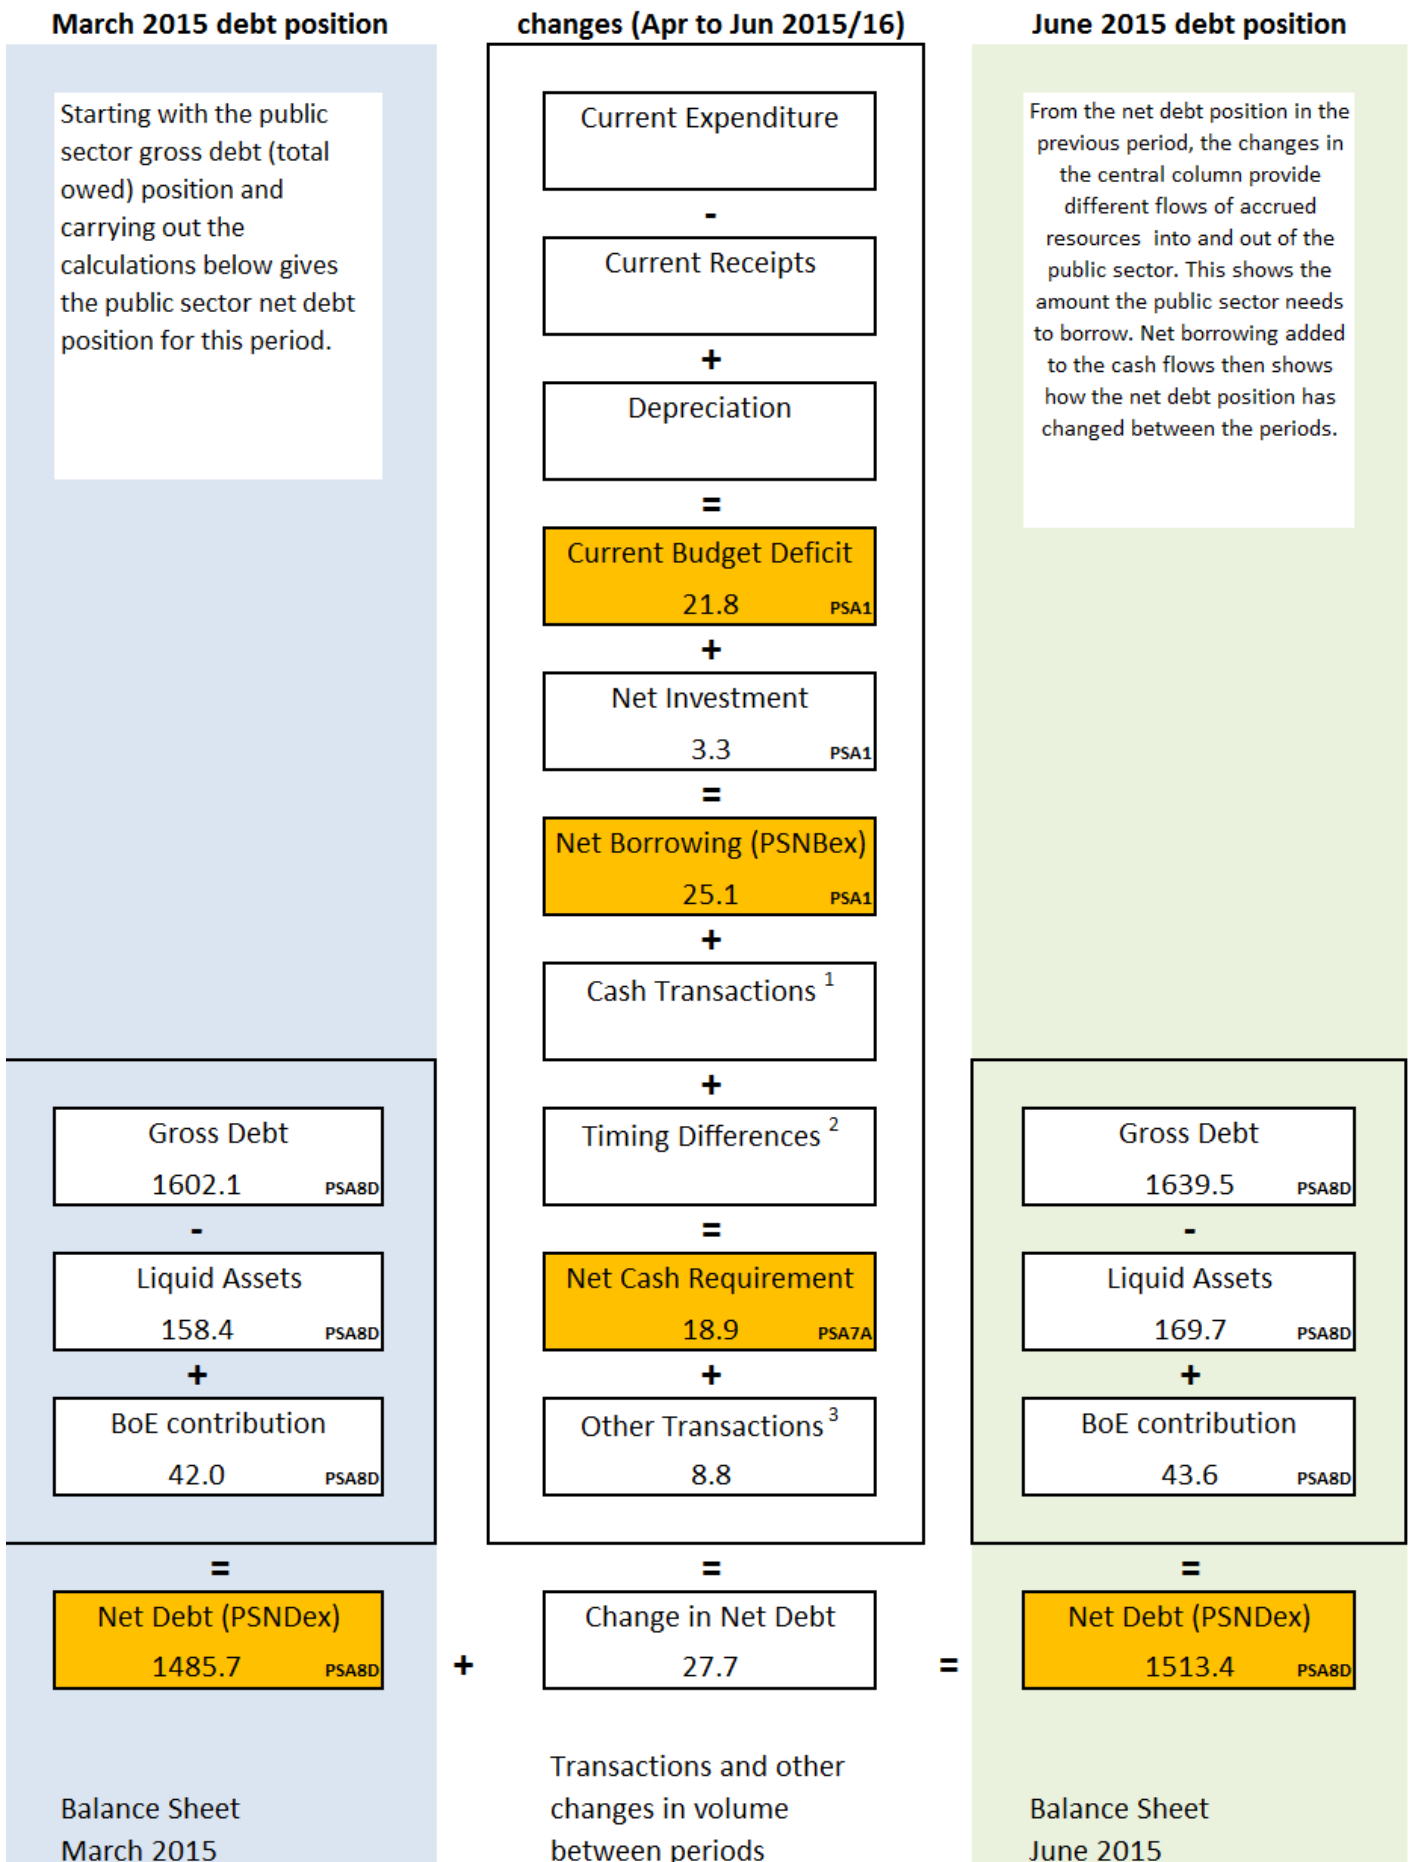 March 2015 debt position
Starting with the public
sector gross debt (total
owed) position and
carrying out the
calculations below gives
the public sector net debt
position for this period.
Gross Debt
1602.1 PSA8D
-
Liquid Assets
158.4 PSA8D
+
BoE contribution
42.0 PSA8D
=
Net Debt (PSNDex)
1485.7 PSA8D
Balance Sheet
March 2015
+
changes (Apr to Jun 2015/16)
Current Expenditure
-
Current Receipts
+
Depreciation
=
Current Budget Deficit
21.8 PSA1
+
Net Investment
3.3 PSA1
=
Net Borrowing (PSNBex)
25.1 PSA1
+
Cash Transactions 1
+
Timing Differences 2
=
Net Cash Requirement
18.9 PSA7A
+
Other Transactions 3
8.8
=
Change in Net Debt
27.7
Transactions and other
changes in volume
between periods
=
June 2015 debt position
From the net debt position in the
previous period, the changes in
the central column provide
different flows of accrued
resources into and out of the
public sector. This shows the
amount the public sector needs
to borrow. Net borrowing added
to the cash flows then shows
how the net debt position has
changed between the periods.
Gross Debt
1639.5 PSA8D
-
Liquid Assets
169.7 PSA8D
+
BoE contribution
43.6 PSA8D
=
Net Debt (PSNDex)
1513.4 PSA8D
Balance Sheet
June 2015